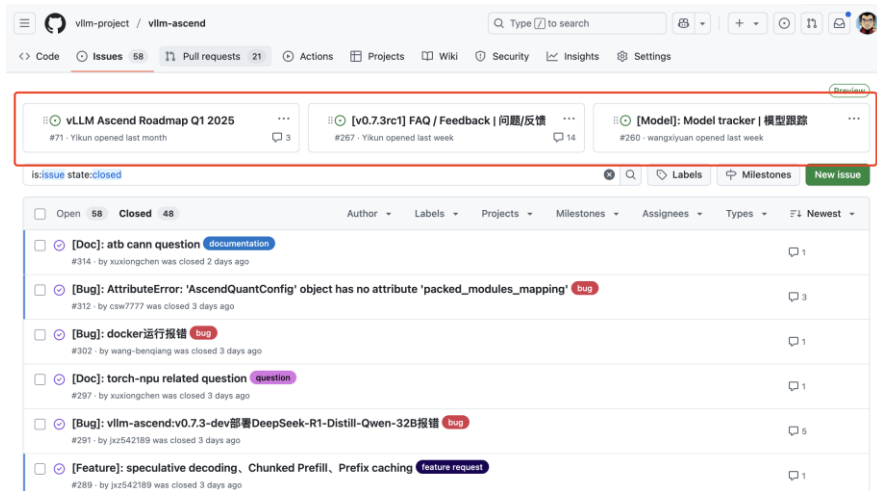 vllm-project / vllm-ascend
Type / to search
Code Issues 58 Pull requests 21 Actions Projects Wiki Security Insights Settings
Preview
vLLM Ascend Roadmap Q1 2025
#71 · Yikun opened last month 3
[v0.7.3rc1] FAQ / Feedback | 问题/反馈
#267 · Yikun opened last week 14
[Model]: Model tracker | 模型跟踪
#260 · wangxiyuan opened last week
is:issue state:closed
Labels Milestones New issue
Open 58 Closed 48 Author Labels Projects Milestones Assignees Types Newest
[Doc]: atb cann question documentation
#314 · by xuxiongchen was closed 2 days ago 1
[Bug]: AttributeError: 'AscendQuantConfig' object has no attribute 'packed_modules_mapping' bug
#312 · by csw7777 was closed 3 days ago 3
[Bug]: docker运行报错 bug
#302 · by wang-benqiang was closed 3 days ago 1
[Doc]: torch-npu related question question
#297 · by xuxiongchen was closed 3 days ago 1
[Bug]: vllm-ascend:v0.7.3-dev部署DeepSeek-R1-Distill-Qwen-32B报错 bug
#291 · by jxz542189 was closed 3 days ago 5
[Feature]: speculative decoding、Chunked Prefill、Prefix caching feature request
#289 · by jxz542189 was closed 3 days ago 1